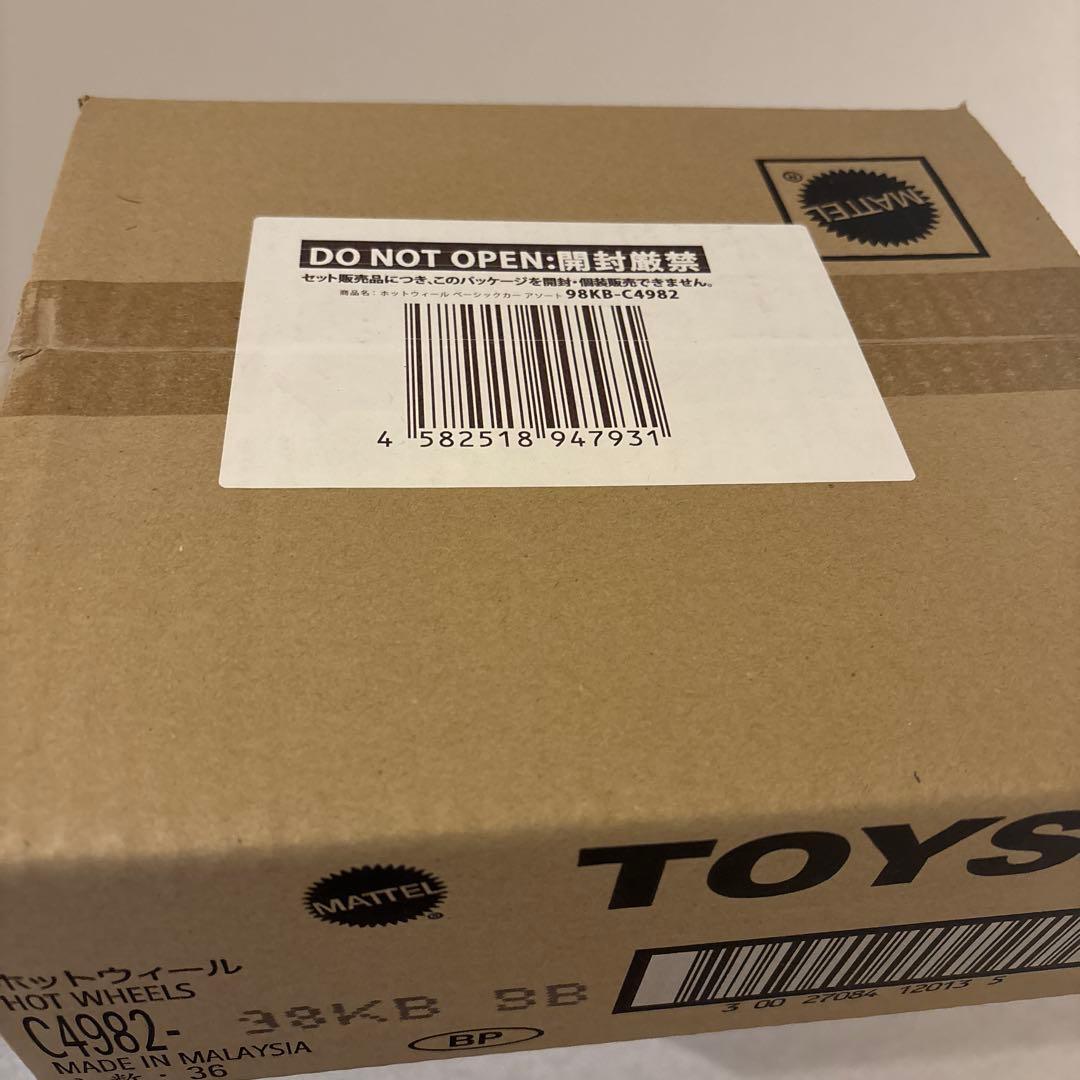 MATTEL
®
DO NOT OPEN:開封厳禁
セット販売品につき、このパッケージを開封・個装販売できません。
商品名:ホットウィール ベーシックカー アソート 98KB-C4982
4 582518 947931
TOYS
MATTEL
®
ホットウィール
HOT WHEELS
C4982- 98KB BB
MADE IN MALAYSIA
BP
3 00 27084 12013 5
数:36